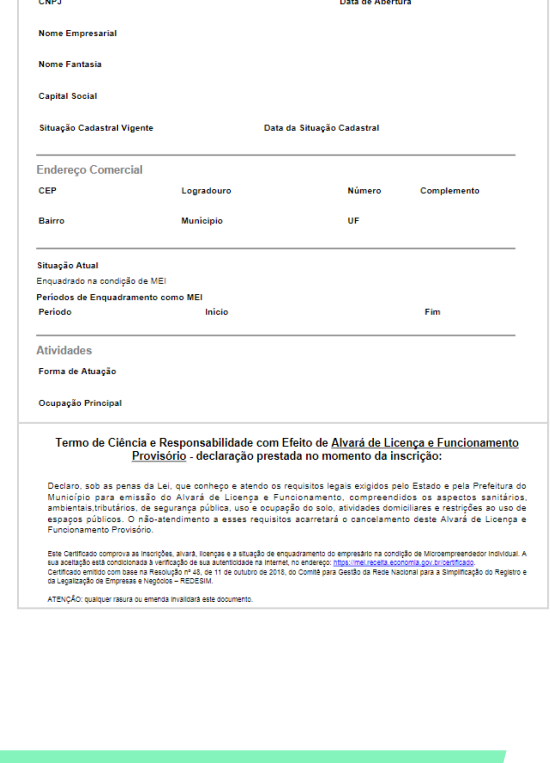 CNPJ Data de Abertura
Nome Empresarial
Nome Fantasia
Capital Social
Situação Cadastral Vigente Data da Situação Cadastral
Endereço Comercial
CEP Logradouro Número Complemento
Bairro Município UF
Situação Atual
Enquadrado na condição de MEI
Períodos de Enquadramento como MEI
Período Início Fim
Atividades
Forma de Atuação
Ocupação Principal
Termo de Ciência e Responsabilidade com Efeito de Alvará de Licença e Funcionamento
Provisório - declaração prestada no momento da inscrição:
Declaro, sob as penas da Lei, que conheço e atendo os requisitos legais exigidos pelo Estado e pela Prefeitura do
Município para emissão do Alvará de Licença e Funcionamento, compreendidos os aspectos sanitários,
ambientais,tributários, de segurança pública, uso e ocupação do solo, atividades domiciliares e restrições ao uso de
espaços públicos. O não-atendimento a esses requisitos acarretará o cancelamento deste Alvará de Licença e
Funcionamento Provisório.
Este Certificado comprova as inscrições, alvará, licenças e a situação de enquadramento do empresário na condição de Microempreendedor Individual. A
sua aceitação está condicionada à verificação de sua autenticidade na Internet, no endereço: https://mei.receita.economia.gov.br/certificado.
Certificado emitido com base na Resolução nº 48, de 11 de outubro de 2018, do Comitê para Gestão da Rede Nacional para a Simplificação do Registro e
da Legalização de Empresas e Negócios – REDESIM.
ATENÇÃO: qualquer rasura ou emenda invalidará este documento.